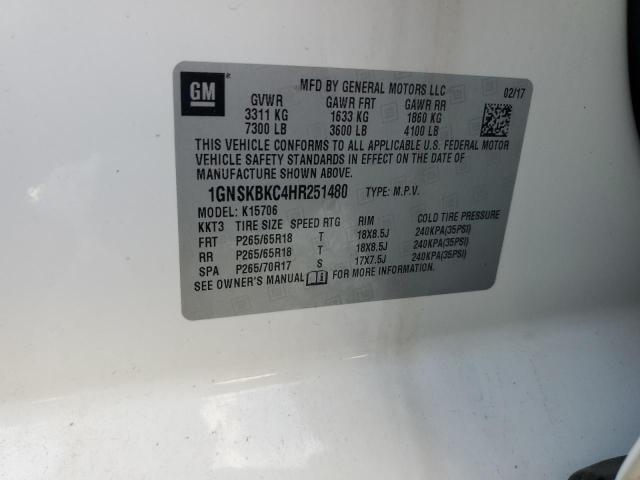 GM
MFD BY GENERAL MOTORS LLC 02/17
GVWR GAWR FRT GAWR RR
3311 KG 1633 KG 1860 KG
7300 LB 3600 LB 4100 LB
THIS VEHICLE CONFORMS TO ALL APPLICABLE U.S. FEDERAL MOTOR
VEHICLE SAFETY STANDARDS IN EFFECT ON THE DATE OF
MANUFACTURE SHOWN ABOVE.
1GNSKBKC4HR251480 TYPE: M.P.V.
MODEL: K15706
KKT3 TIRE SIZE SPEED RTG RIM COLD TIRE PRESSURE
FRT P265/65R18 T 18X8.5J 240KPA(35PSI)
RR P265/65R18 T 18X8.5J 240KPA(35PSI)
SPA P265/70R17 S 17X7.5J 240KPA(35PSI)
SEE OWNER'S MANUAL FOR MORE INFORMATION.